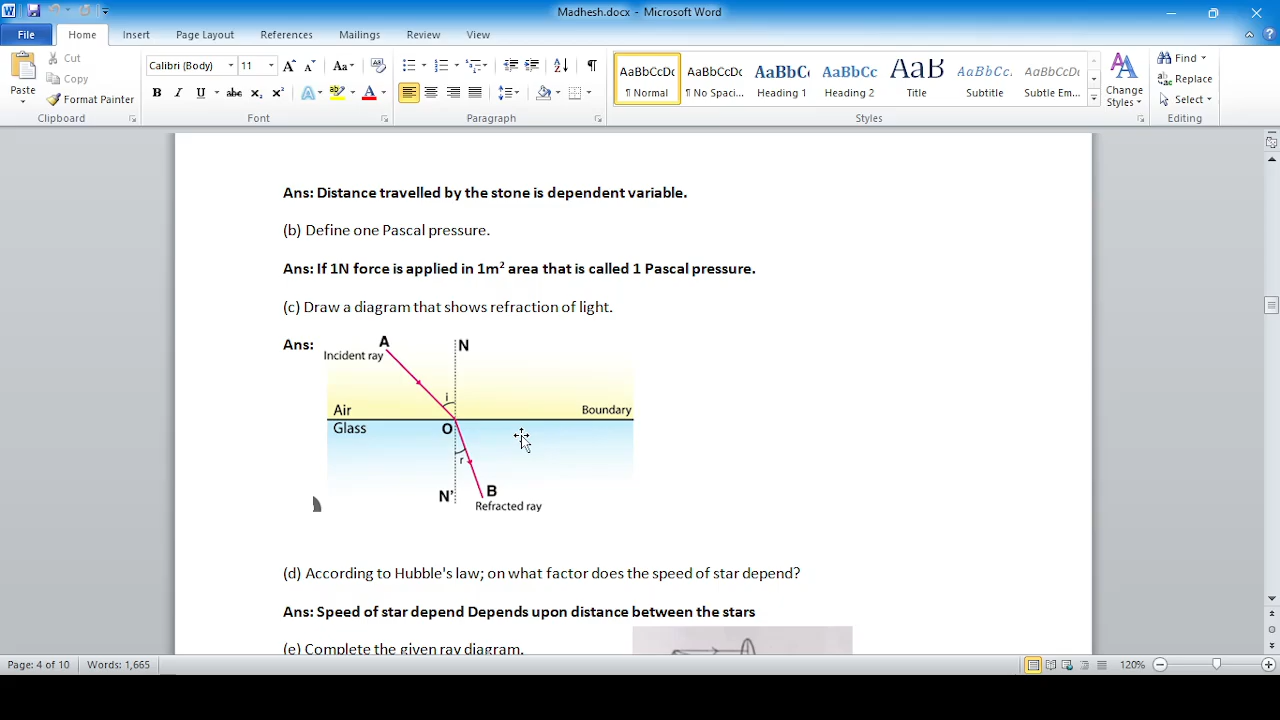 Madhesh.docx - Microsoft Word
File Home Insert Page Layout References Mailings Review View
Paste Cut Copy Format Painter
Calibri (Body) 11
AaBbCcDc ¶ Normal
AaBbCcDc ¶ No Spaci...
AaBbCc Heading 1
AaBbCc Heading 2
AaB Title
AaBbCc. Subtitle
AaBbCcDc Subtle Em...
Change Styles
Find
Replace
Select
Clipboard Font Paragraph Styles Editing
Ans: Distance travelled by the stone is dependent variable.
(b) Define one Pascal pressure.
Ans: If 1N force is applied in 1m² area that is called 1 Pascal pressure.
(c) Draw a diagram that shows refraction of light.
Ans:
A
N
Incident ray
i
Air
Boundary
Glass
O
r
N'
B
Refracted ray
(d) According to Hubble's law; on what factor does the speed of star depend?
Ans: Speed of star depend Depends upon distance between the stars
(e) Complete the given ray diagram.
Page: 4 of 10 Words: 1,665 120%